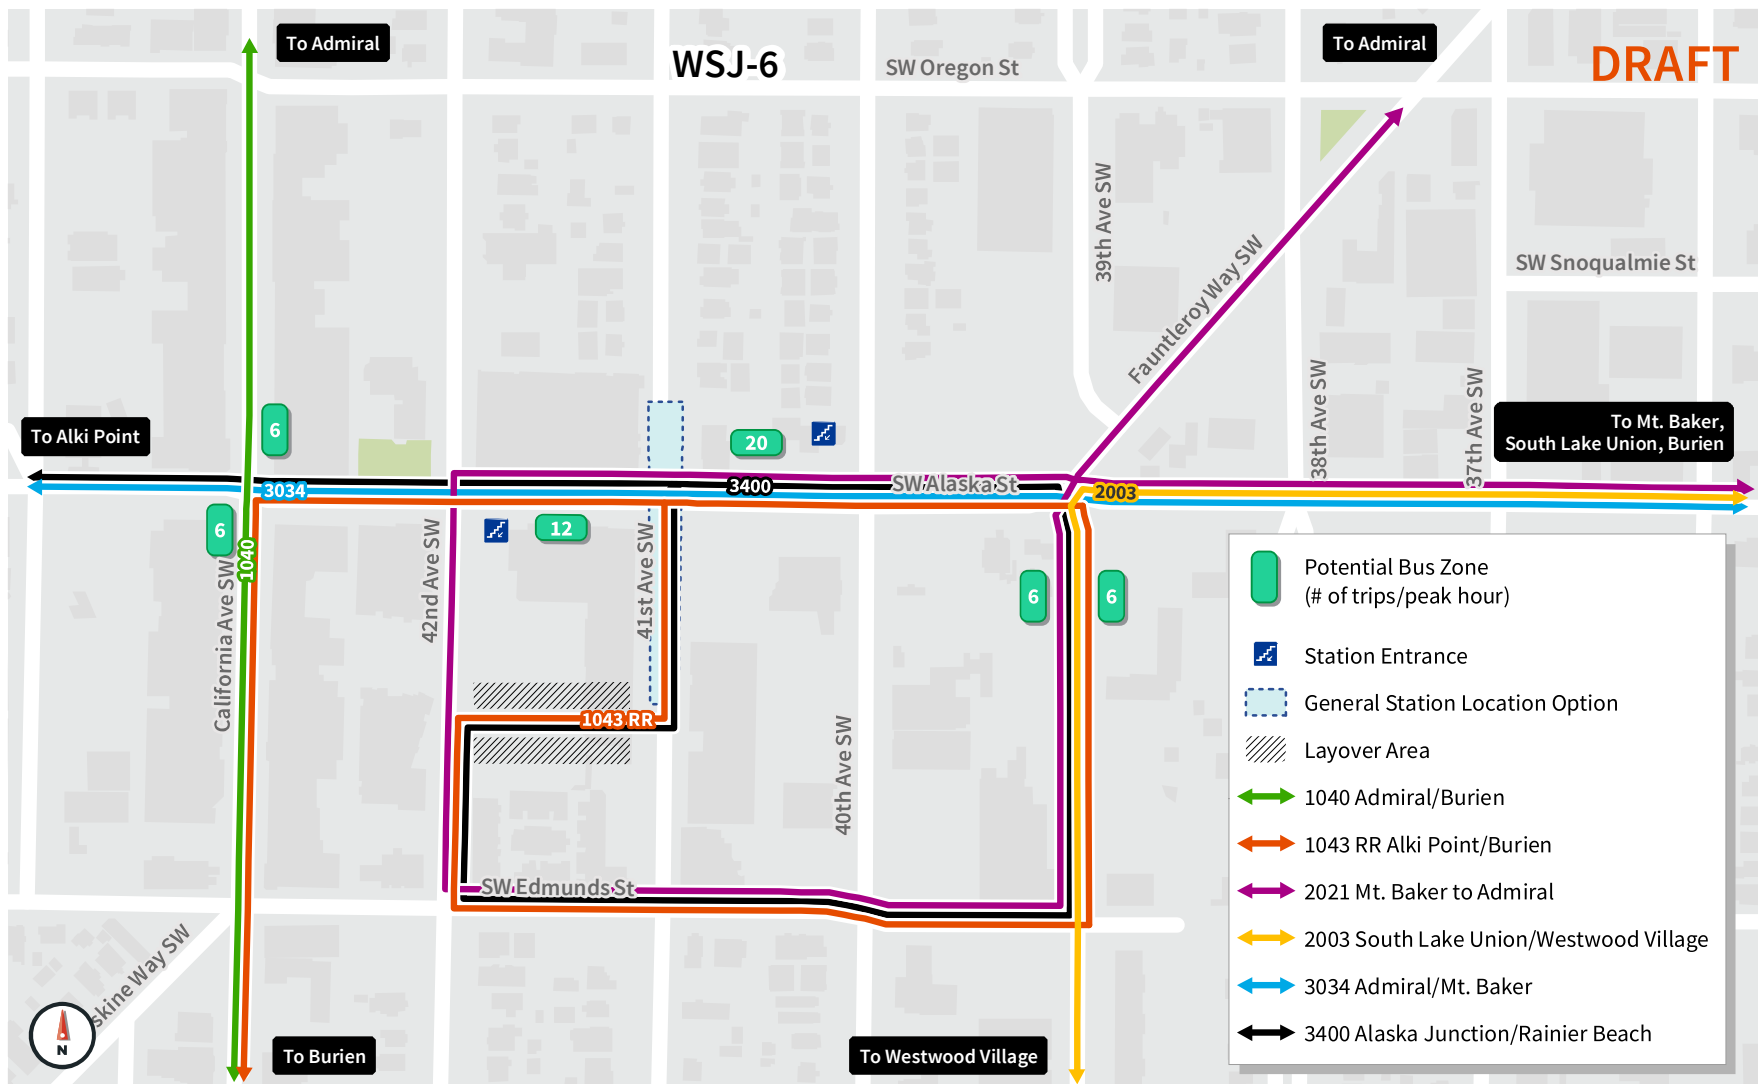 To Admiral
WSJ-6
SW Oregon St
To Admiral
DRAFT
39th Ave SW
Fauntleroy Way SW
SW Snoqualmie St
38th Ave SW
37th Ave SW
To Alki Point
6
20
To Mt. Baker,
South Lake Union, Burien
3034
3400
SW Alaska St
2003
6
1040
California Ave SW
42nd Ave SW
12
41st Ave SW
6
6
1043 RR
40th Ave SW
SW Edmunds St
skine Way SW
N
To Burien
To Westwood Village
Potential Bus Zone
(# of trips/peak hour)
Station Entrance
General Station Location Option
Layover Area
1040 Admiral/Burien
1043 RR Alki Point/Burien
2021 Mt. Baker to Admiral
2003 South Lake Union/Westwood Village
3034 Admiral/Mt. Baker
3400 Alaska Junction/Rainier Beach